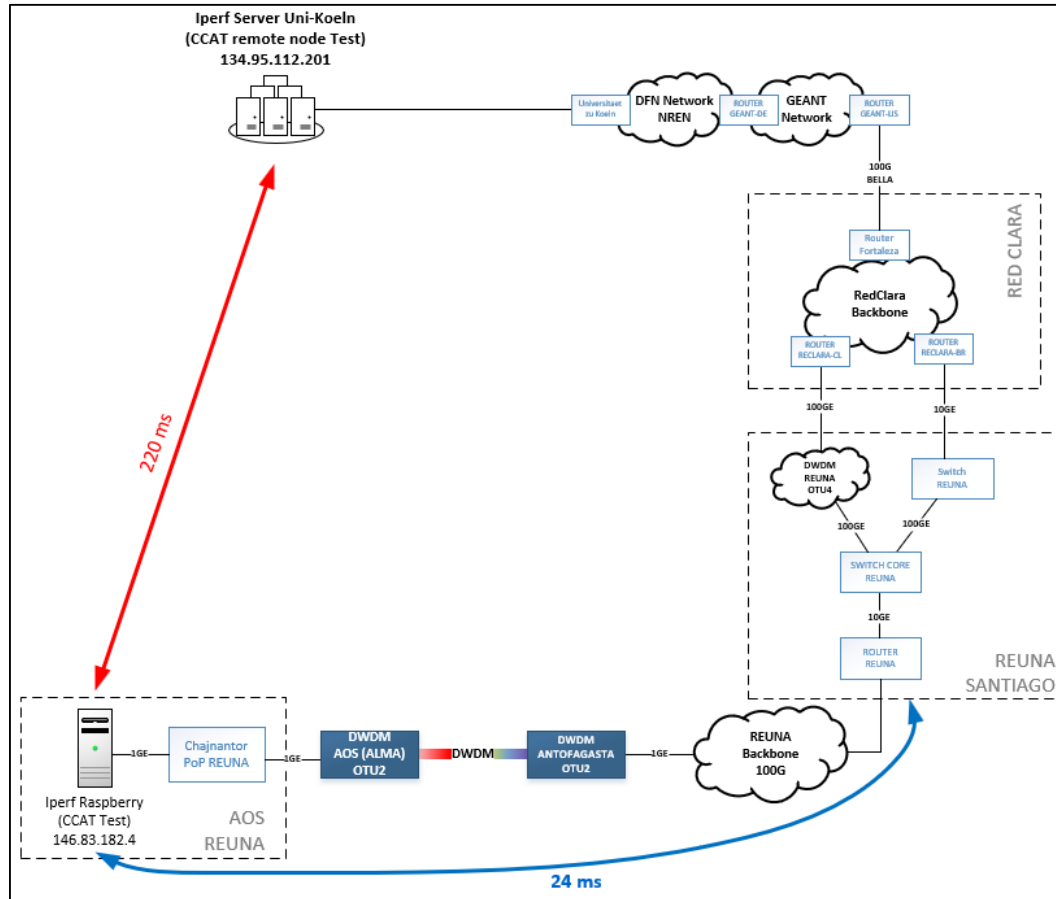 Iperf Server Uni-Koeln
(CCAT remote node Test)
134.95.112.201
Universitaet
zu Koeln
DFN Network
NREN
ROUTER
GEANT-DE
GEANT
Network
ROUTER
GEANT-LIS
100G
BELLA
RED CLARA
Router
Fortaleza
RedClara
Backbone
ROUTER
RECLARA-CL
ROUTER
RECLARA-BR
100GE
10GE
220 ms
DWDM
REUNA
OTU4
Switch
REUNA
100GE
100GE
SWITCH CORE
REUNA
10GE
ROUTER
REUNA
REUNA
SANTIAGO
1GE
Chajnantor
PoP REUNA
1GE
DWDM
AOS (ALMA)
OTU2
DWDM
DWDM
ANTOFAGASTA
OTU2
1GE
REUNA
Backbone
100G
Iperf Raspberry
(CCAT Test)
146.83.182.4
AOS
REUNA
24 ms